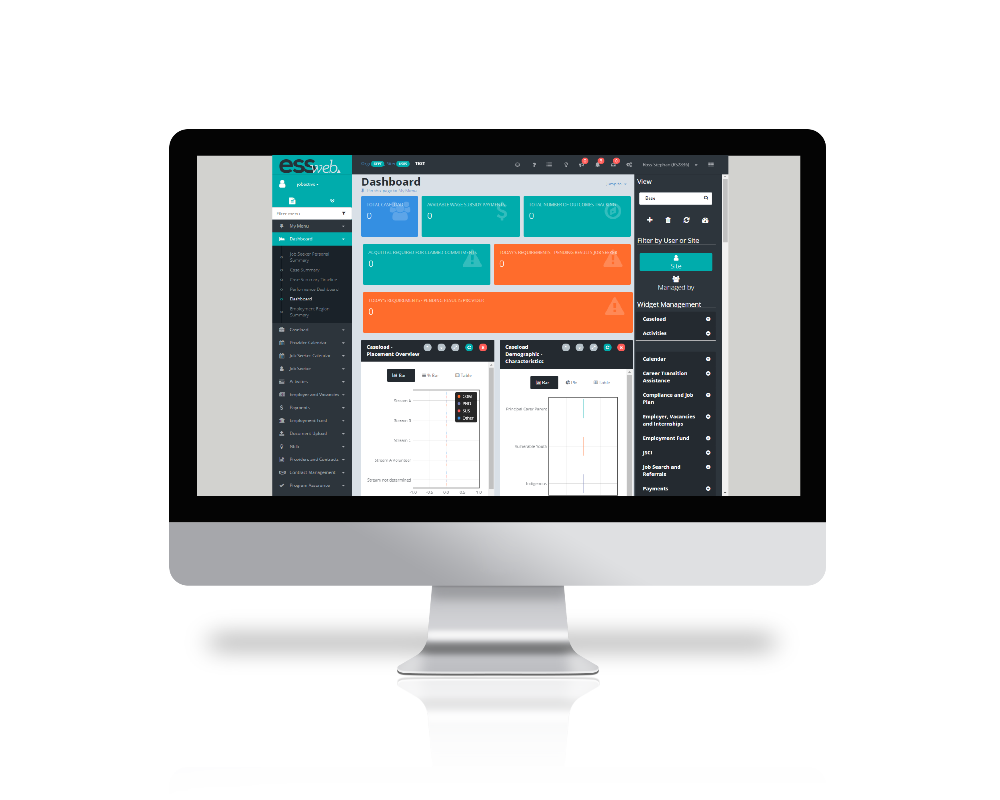 essweb
Org: DEPT, Site: USRS TEST
0
3
0
Ross Stephan (RS2836)
jobactive
Filter menu
My Menu
Dashboard
Job Seeker Personal
Summary
Case Summary
Case Summary Timeline
Performance Dashboard
Dashboard
Employment Region
Summary
Caseload
Provider Calendar
Job Seeker Calendar
Job Seeker
Activities
Employer and Vacancies
Payments
Employment Fund
Document Upload
NEIS
Providers and Contracts
Contract Management
Program Assurance
Dashboard
Pin this page to My Menu
Jump to
TOTAL CASELOAD
0
AVAILABLE WAGE SUBSIDY PAYMENTS
0
TOTAL NUMBER OF OUTCOMES TRACKING
0
ACQUITTAL REQUIRED FOR CLAIMED COMMITMENTS
0
TODAY'S REQUIREMENTS - PENDING RESULTS JOB SEEKER
0
TODAY'S REQUIREMENTS - PENDING RESULTS PROVIDER
0
Caseload -
Placement Overview
Bar
% Bar
Table
COM
PND
SUS
Other
Stream A
Stream B
Stream C
Stream A Volunteer
Stream not determined
-1.0 -0.5 0.0 0.5 1.0
Caseload
Demographic -
Characteristics
Bar
Pie
Table
Principal Carer Parent
Vulnerable Youth
Indigenous
View
Base
Filter by User or Site
Site
Managed by
Widget Management
Caseload
Activities
Calendar
Career Transition
Assistance
Compliance and Job
Plan
Employer, Vacancies
and Internships
Employment Fund
JSCI
Job Search and
Referrals
Payments